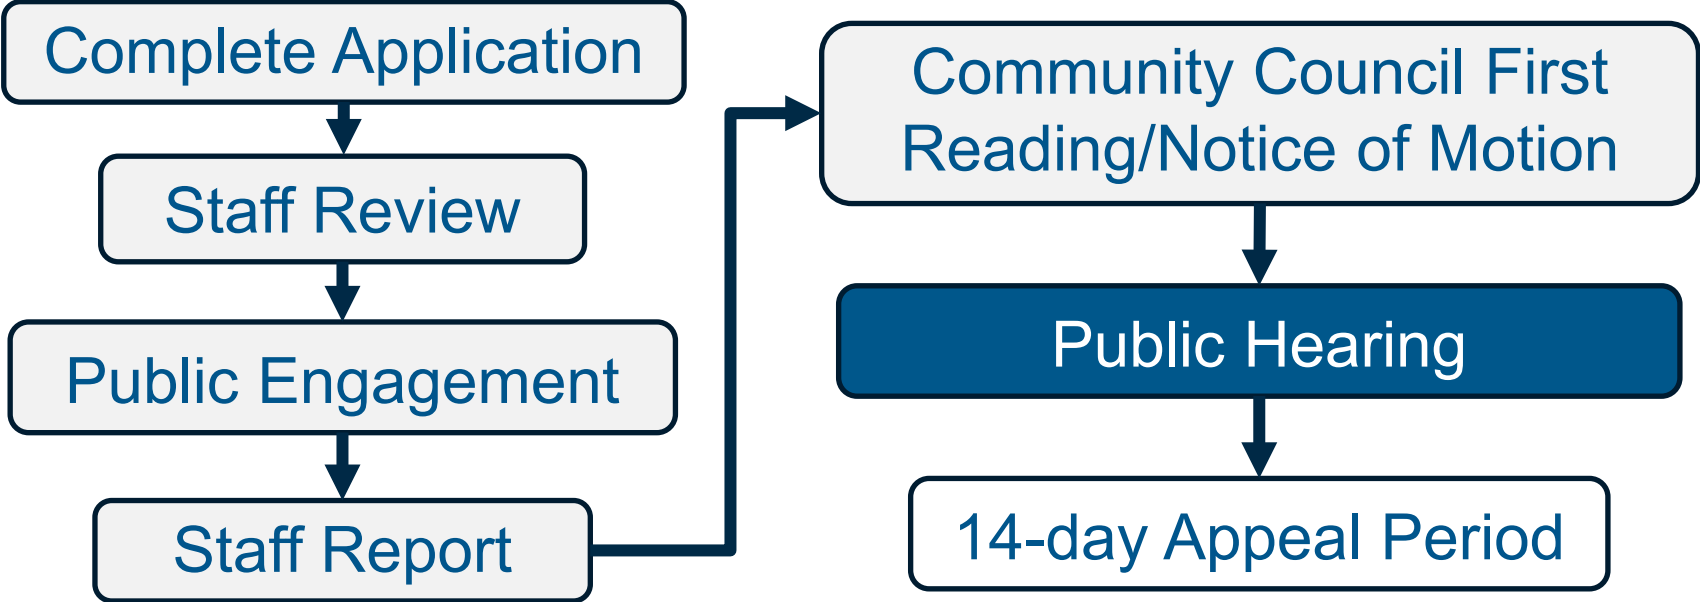 Complete Application
Staff Review
Public Engagement
Staff Report
Community Council First
Reading/Notice of Motion
Public Hearing
14-day Appeal Period